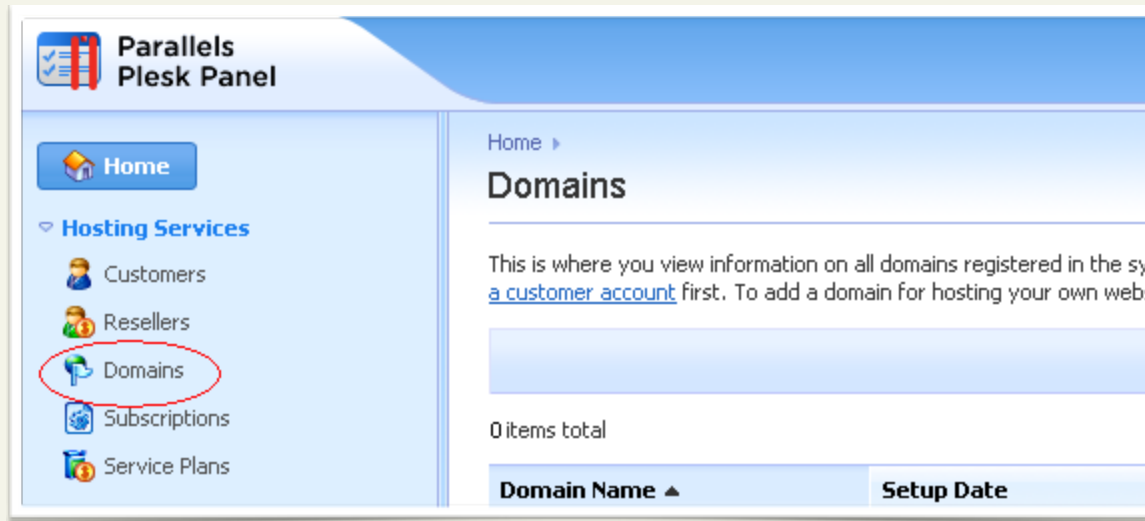 Parallels
Plesk Panel
Home
Hosting Services
Customers
Resellers
Domains
Subscriptions
Service Plans
Home
Domains
This is where you view information on all domains registered in the sy
a customer account first. To add a domain for hosting your own web
0 items total
Domain Name Setup Date